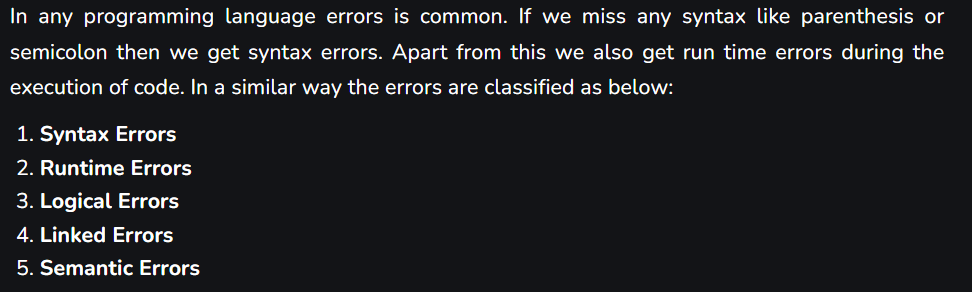 In any programming language errors is common. If we miss any syntax like parenthesis or
semicolon then we get syntax errors. Apart from this we also get run time errors during the
execution of code. In a similar way the errors are classified as below:
1. Syntax Errors
2. Runtime Errors
3. Logical Errors
4. Linked Errors
5. Semantic Errors